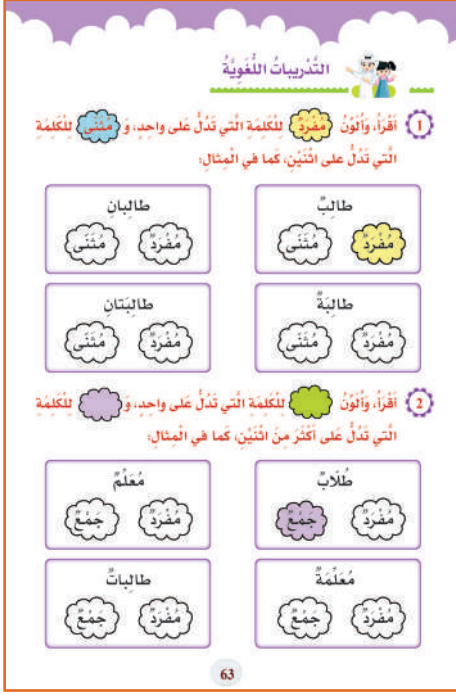 التَّدْريباتُ اللُّغَوِيَّةُ
1 أَقْرَأُ، وَأُلَوِّنُ مُفْرَدٌ لِلْكَلِمَةِ الَّتي تَدُلُّ عَلى واحِدٍ، وَ مُثَنًّى لِلْكَلِمَةِ
الَّتي تَدُلُّ عَلى اثْنَيْنِ، كَما في الْمِثالِ:
طالِبٌ طالِبانِ
مُفْرَدٌ مُثَنًّى مُفْرَدٌ مُثَنًّى
طالِبَةٌ طالِبَتانِ
مُفْرَدٌ مُثَنًّى مُفْرَدٌ مُثَنًّى
2 أَقْرَأُ، وَأُلَوِّنُ لِلْكَلِمَةِ الَّتي تَدُلُّ عَلى واحِدٍ، وَ لِلْكَلِمَةِ
الَّتي تَدُلُّ عَلى أَكْثَرَ مِنَ اثْنَيْنِ، كَما في الْمِثالِ:
طُلّابٌ مُعَلِّمٌ
مُفْرَدٌ جَمْعٌ مُفْرَدٌ جَمْعٌ
مُعَلِّمَةٌ طالِباتٌ
مُفْرَدٌ جَمْعٌ مُفْرَدٌ جَمْعٌ
63